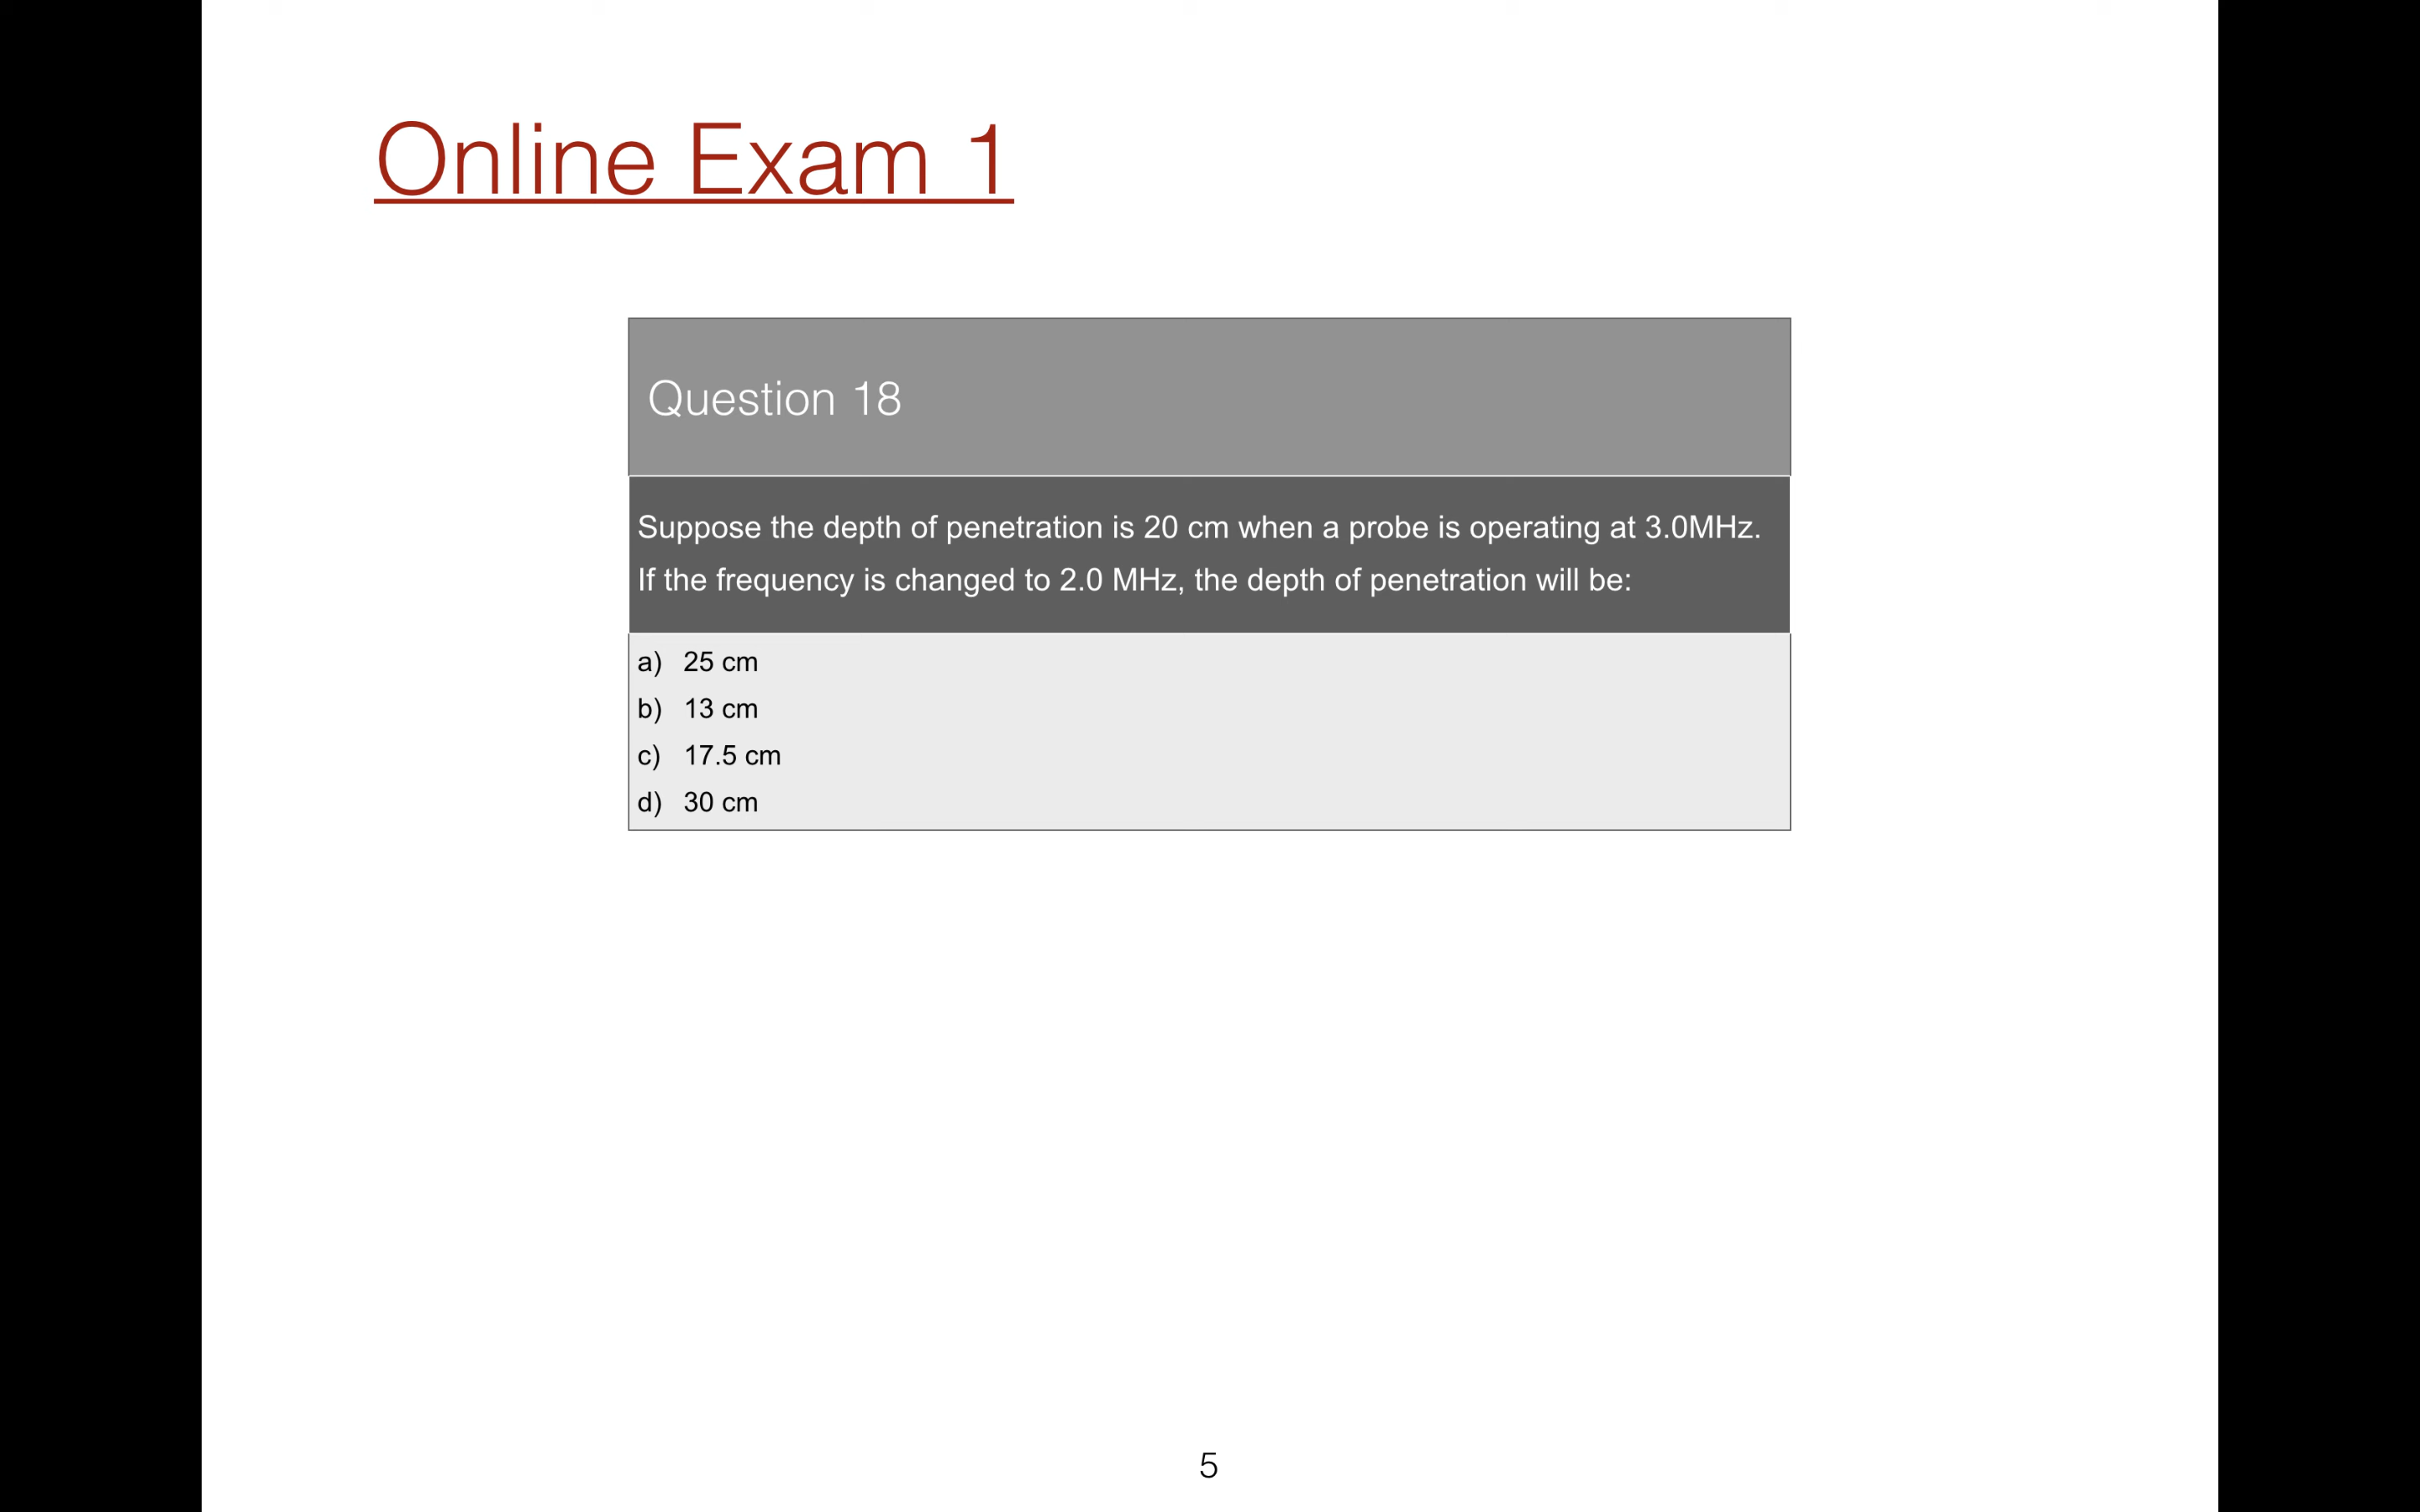 Online Exam 1
Question 18
Suppose the depth of penetration is 20 cm when a probe is operating at 3.0MHz.
If the frequency is changed to 2.0 MHz, the depth of penetration will be:
a) 25 cm
b) 13 cm
c) 17.5 cm
d) 30 cm
5